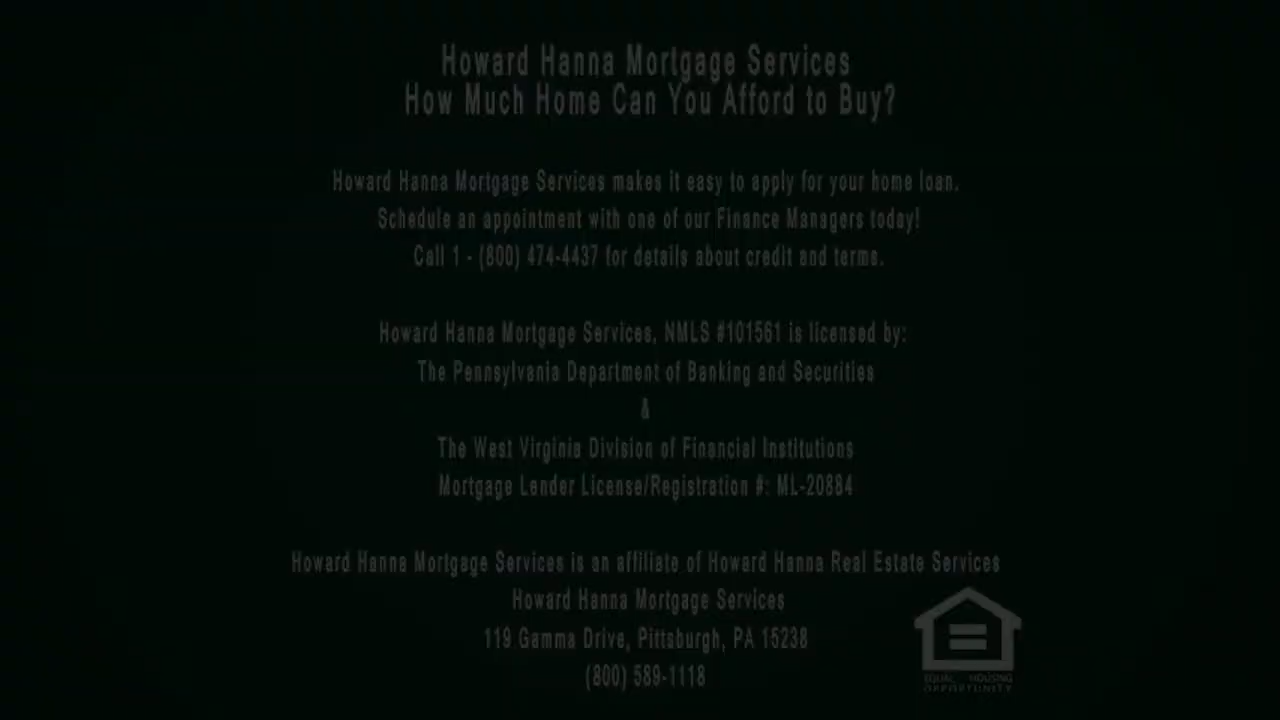 Howard Hanna Mortgage Services
How Much Home Can You Afford to Buy?
Howard Hanna Mortgage Services makes it easy to apply for your home loan.
Schedule an appointment with one of our Finance Managers today!
Call 1 - (800) 474-4437 for details about credit and terms.
Howard Hanna Mortgage Services, NMLS #101561 is licensed by:
The Pennsylvania Department of Banking and Securities
&
The West Virginia Division of Financial Institutions
Mortgage Lender License/Registration #: ML-20884
Howard Hanna Mortgage Services is an affiliate of Howard Hanna Real Estate Services
Howard Hanna Mortgage Services
119 Gamma Drive, Pittsburgh, PA 15238
(800) 589-1118
EQUAL HOUSING
OPPORTUNITY